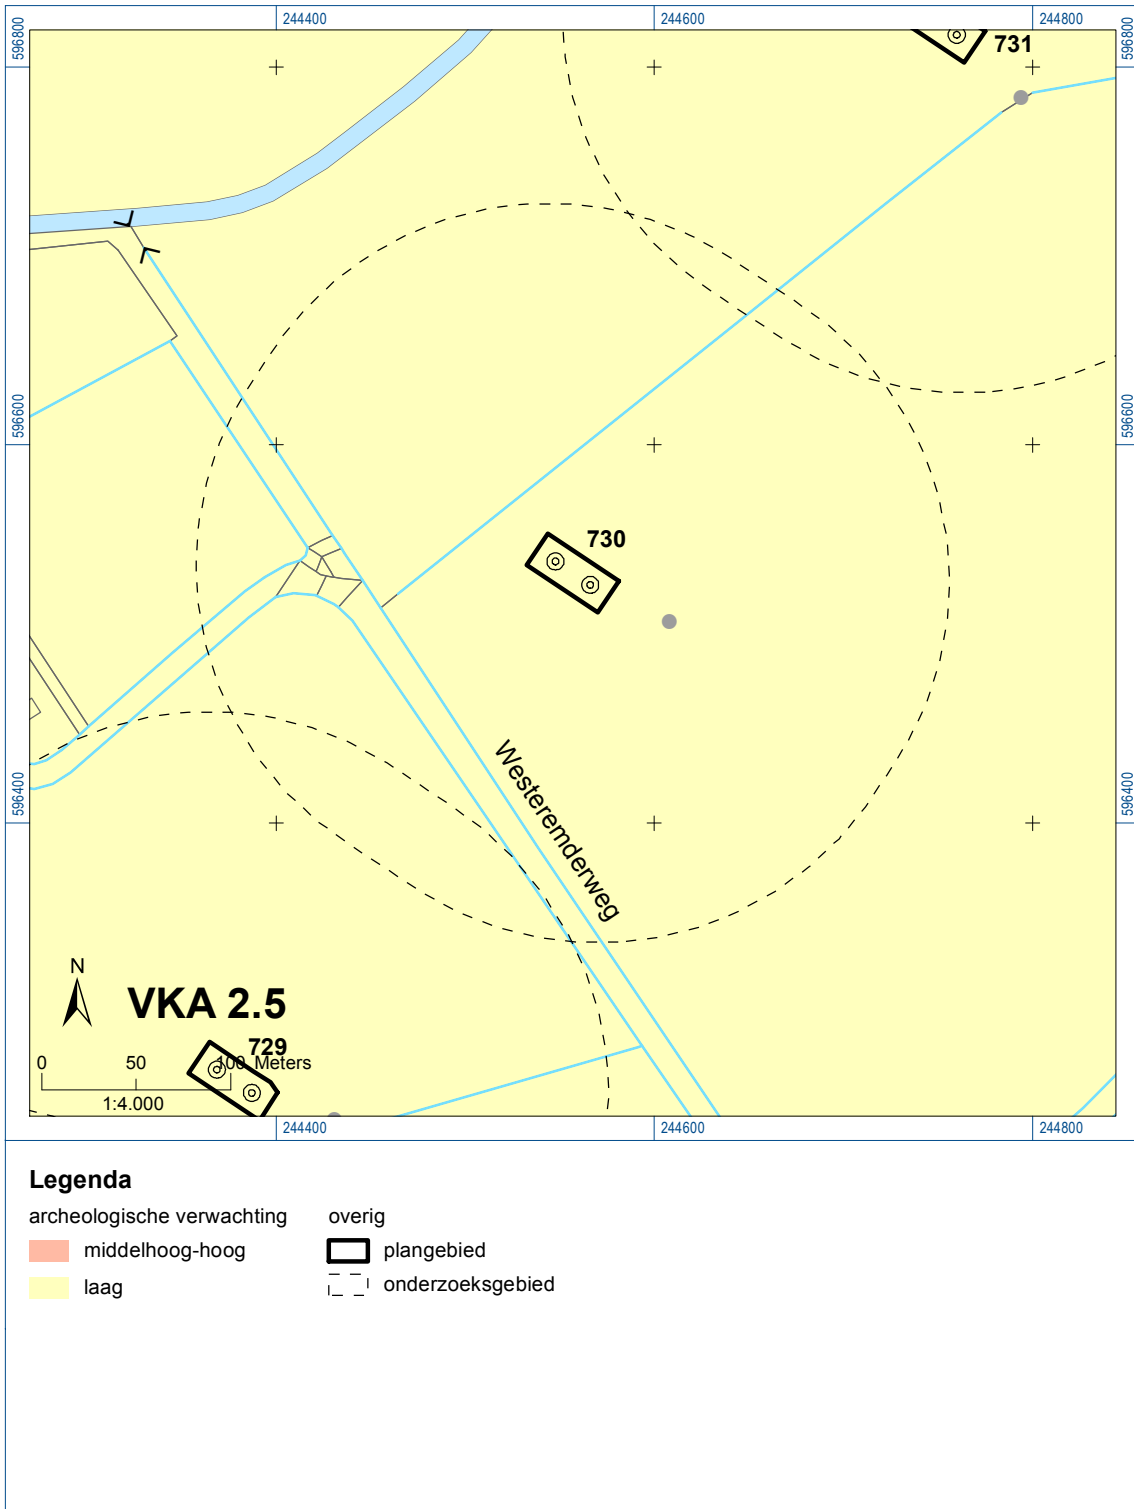 244400
244600
244800
596800
596800
731
596600
596600
730
596400
596400
Westeremderweg
N
VKA 2.5
729
0
50
100 Meters
1:4.000
244400
244600
244800
Legenda
archeologische verwachting
overig
middelhoog-hoog
plangebied
laag
onderzoeksgebied